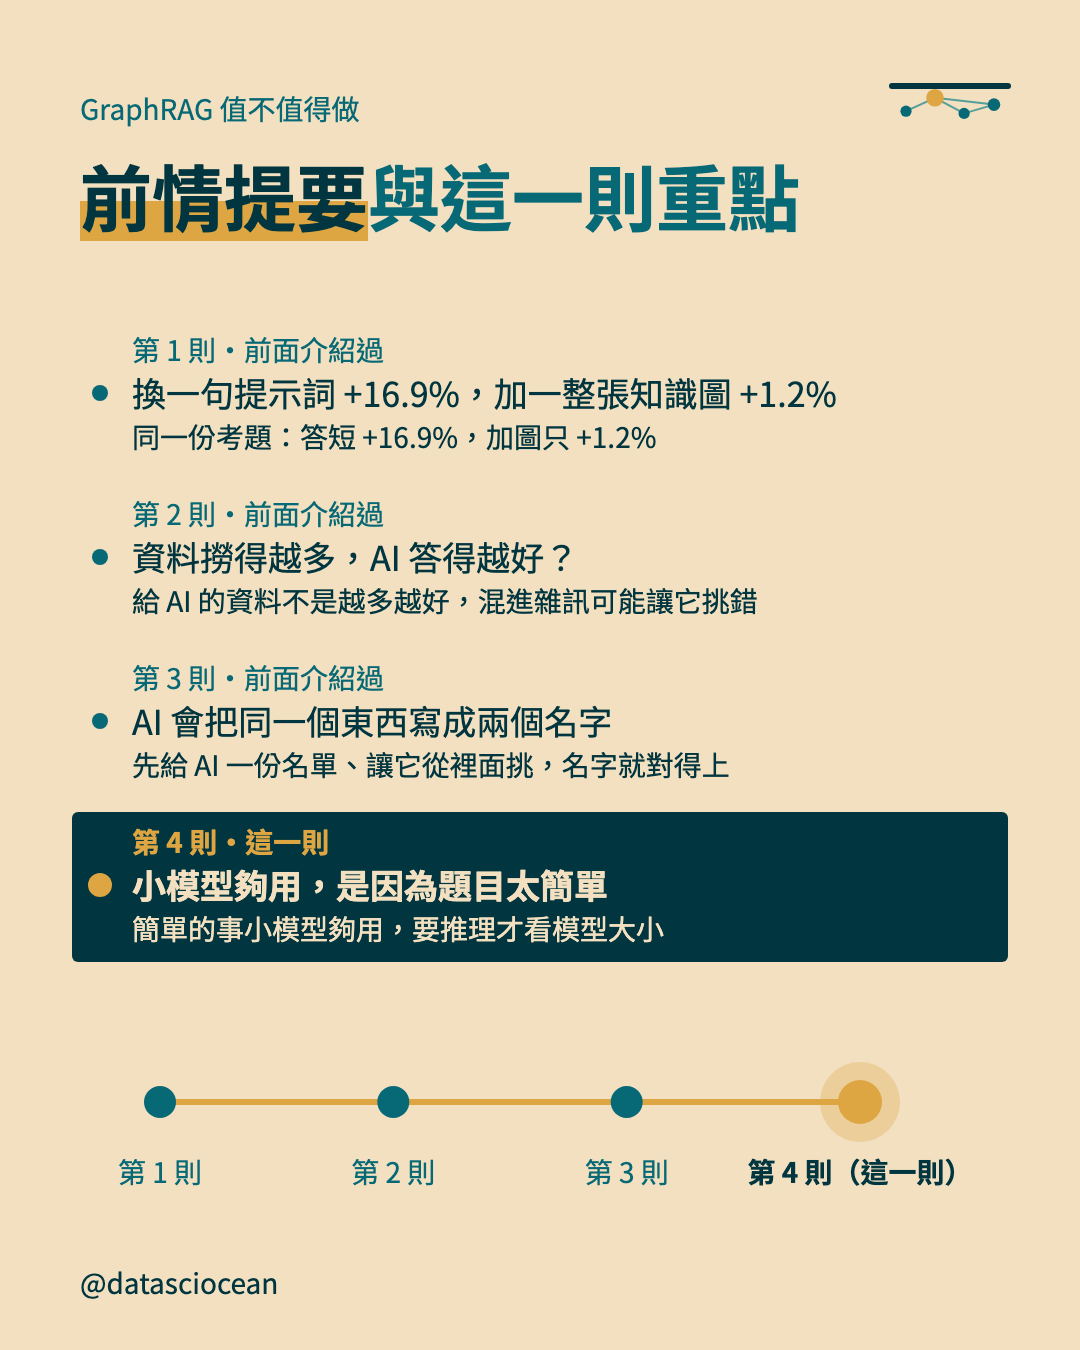 GraphRAG 值不值得做
前情提要與這一則重點
第 1 則・前面介紹過
換一句提示詞 +16.9%，加一整張知識圖 +1.2%
同一份考題：答短 +16.9%，加圖只 +1.2%
第 2 則・前面介紹過
資料撈得越多，AI 答得越好？
給 AI 的資料不是越多越好，混進雜訊可能讓它挑錯
第 3 則・前面介紹過
AI 會把同一個東西寫成兩個名字
先給 AI 一份名單、讓它從裡面挑，名字就對得上
第 4 則・這一則
小模型夠用，是因為題目太簡單
簡單的事小模型夠用，要推理才看模型大小
第 1 則
第 2 則
第 3 則
第 4 則（這一則）
@datasciocean